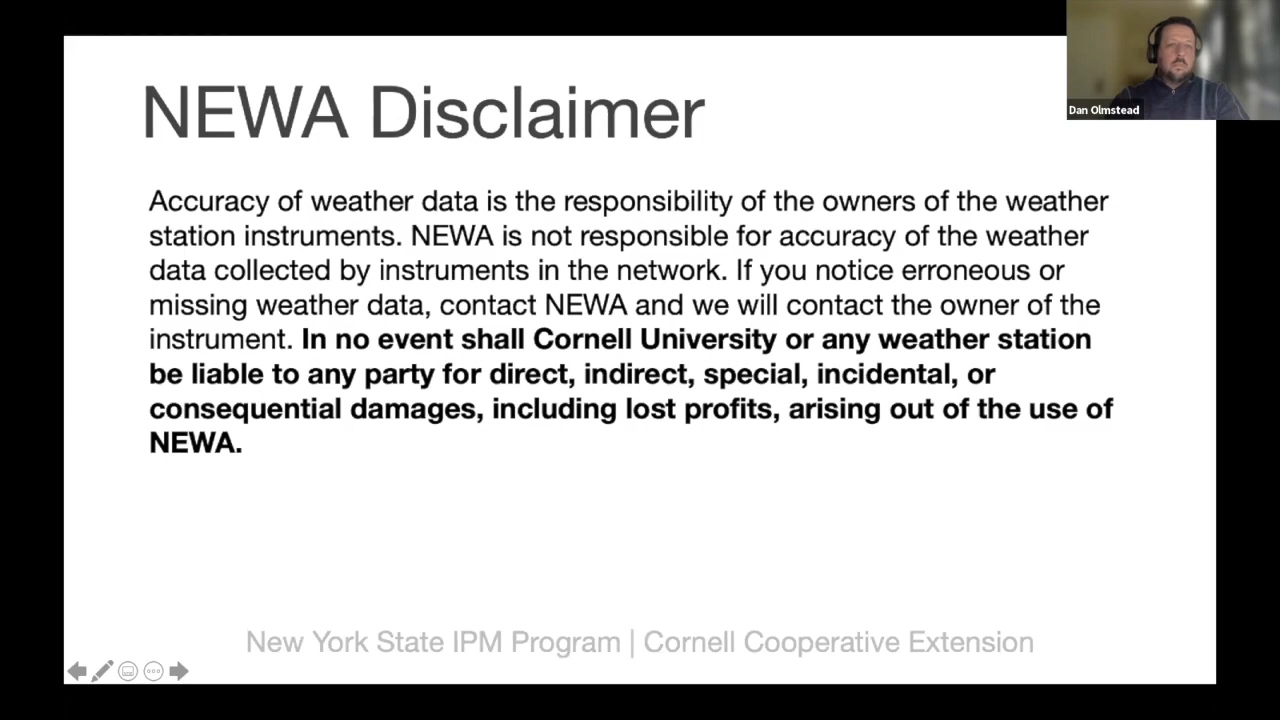 NEWA Disclaimer
Dan Olmstead
Accuracy of weather data is the responsibility of the owners of the weather
station instruments. NEWA is not responsible for accuracy of the weather
data collected by instruments in the network. If you notice erroneous or
missing weather data, contact NEWA and we will contact the owner of the
instrument. In no event shall Cornell University or any weather station
be liable to any party for direct, indirect, special, incidental, or
consequential damages, including lost profits, arising out of the use of
NEWA.
New York State IPM Program | Cornell Cooperative Extension